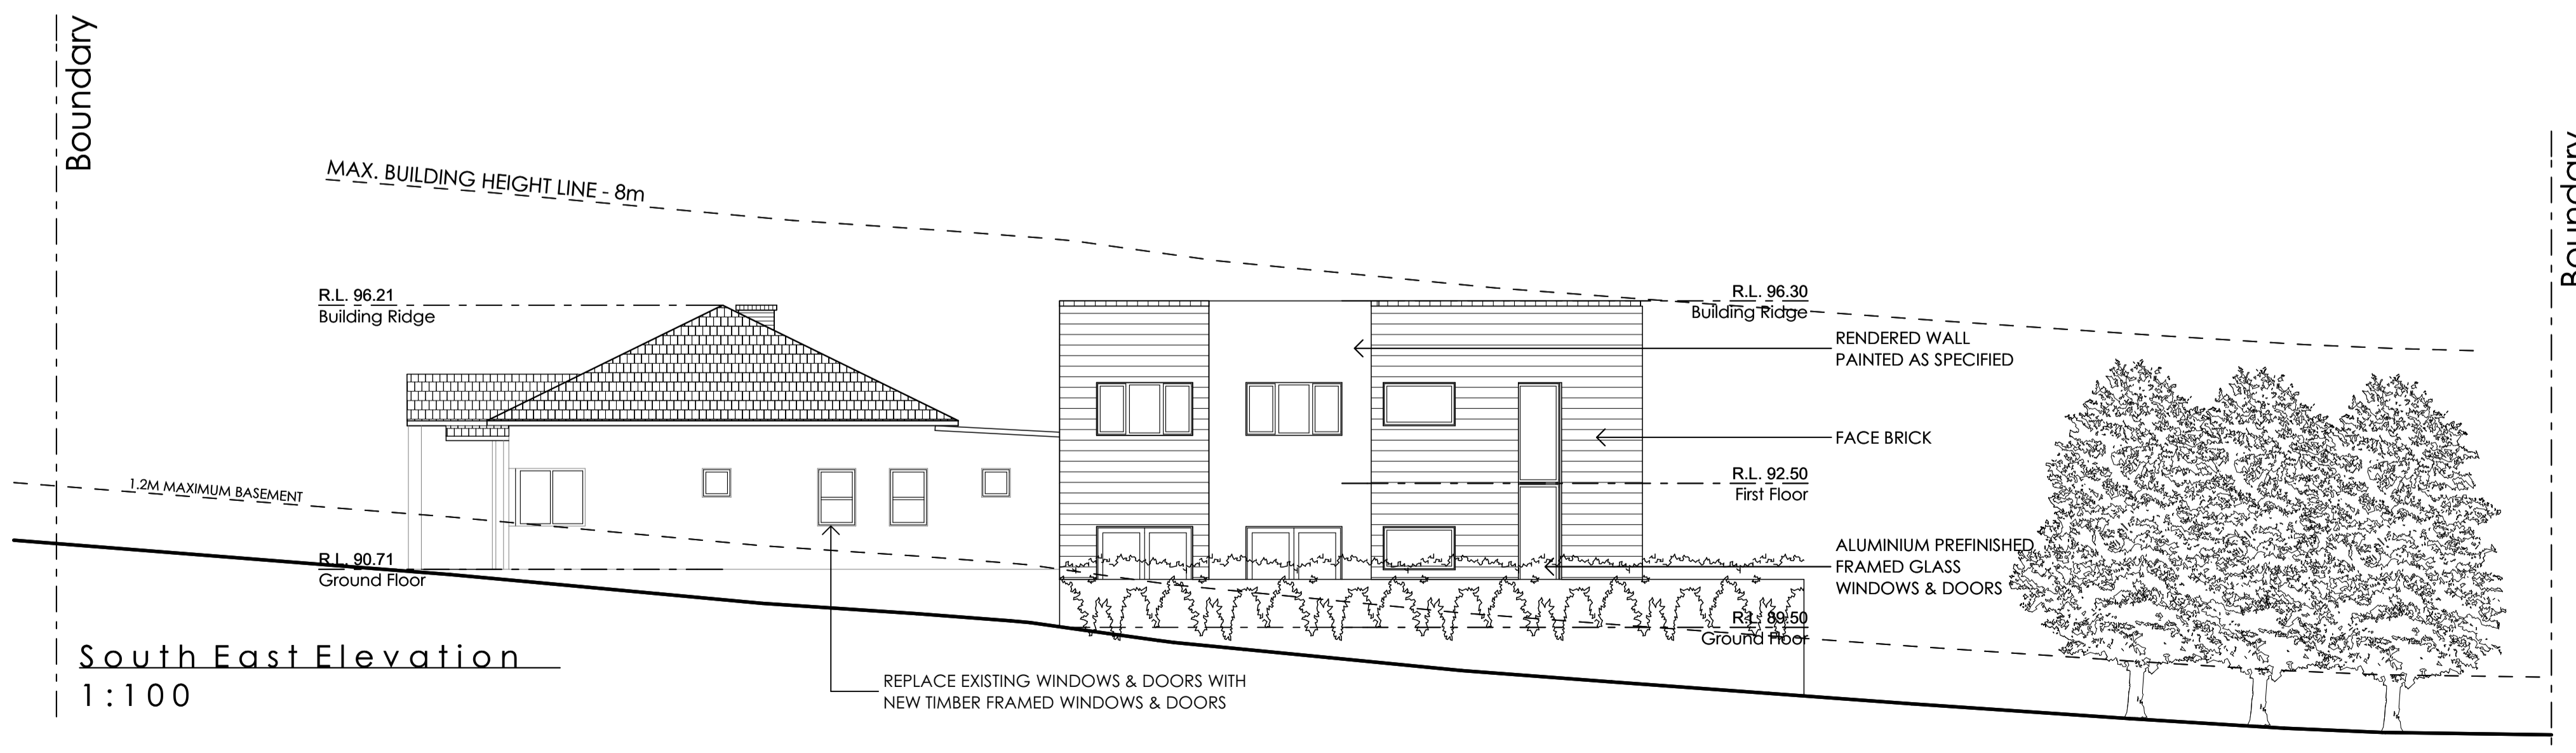 Boundary
MAX. BUILDING HEIGHT LINE - 8m
R.L. 96.21
Building Ridge
R.L. 96.30
Building Ridge
RENDERED WALL
PAINTED AS SPECIFIED
FACE BRICK
R.L. 92.50
First Floor
1.2M MAXIMUM BASEMENT
R.L. 90.71
Ground Floor
ALUMINIUM PREFINISHED
FRAMED GLASS
WINDOWS & DOORS
R.L. 89.50
Ground Floor
REPLACE EXISTING WINDOWS & DOORS WITH
NEW TIMBER FRAMED WINDOWS & DOORS
South East Elevation
1:100
Boundary